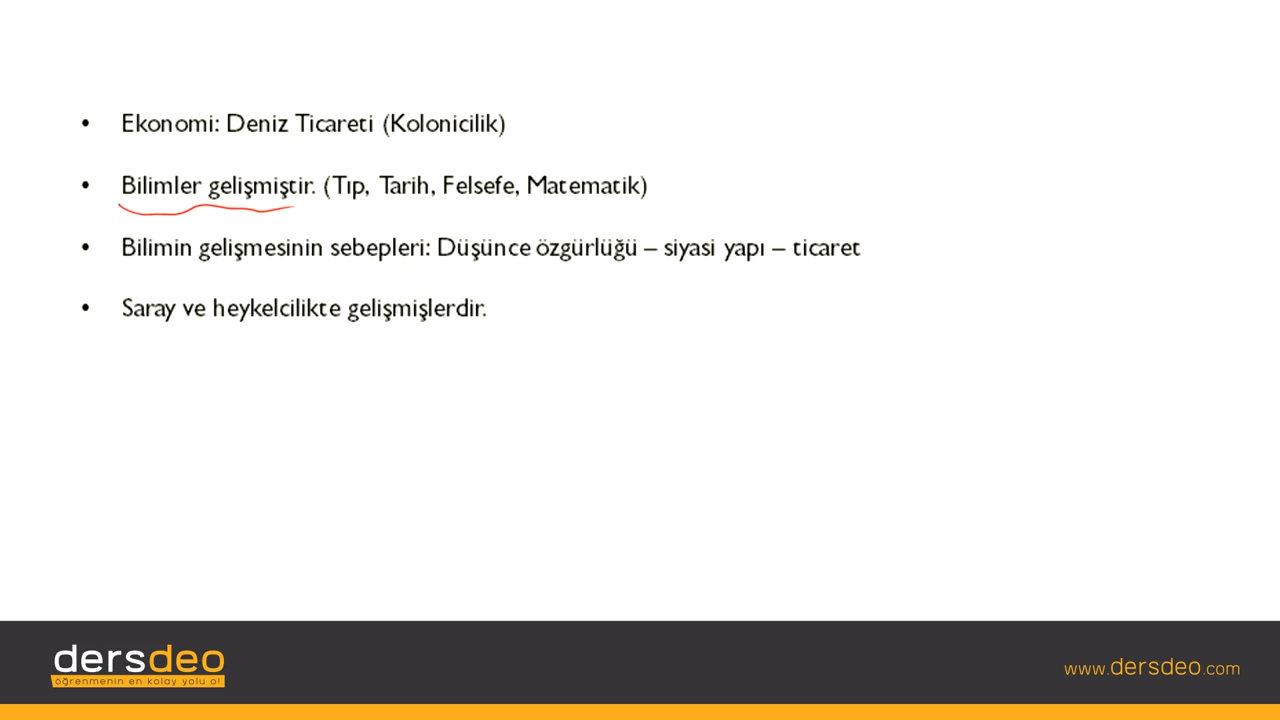 • Ekonomi: Deniz Ticareti (Kolonicilik)
• Bilimler gelişmiştir. (Tıp, Tarih, Felsefe, Matematik)
• Bilimin gelişmesinin sebepleri: Düşünce özgürlüğü – siyasi yapı – ticaret
• Saray ve heykelcilikte gelişmişlerdir.
dersdeo
öğrenmenin en kolay yolu o!
www.dersdeo.com